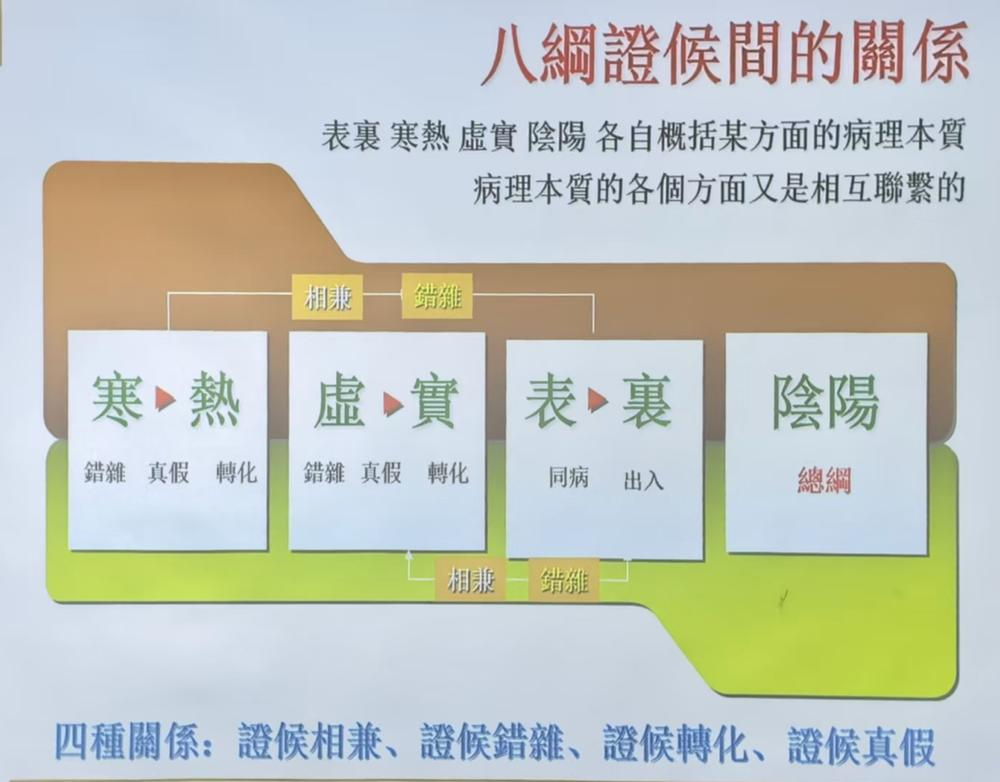 八綱證候間的關係
表裏 寒熱 虛實 陰陽 各自概括某方面的病理本質
病理本質的各個方面又是相互聯繫的
相兼 錯雜
寒 熱
錯雜 真假 轉化
虛 實
錯雜 真假 轉化
表 裏
同病 出入
陰陽
總綱
相兼 錯雜
四種關係：證候相兼、證候錯雜、證候轉化、證候真假